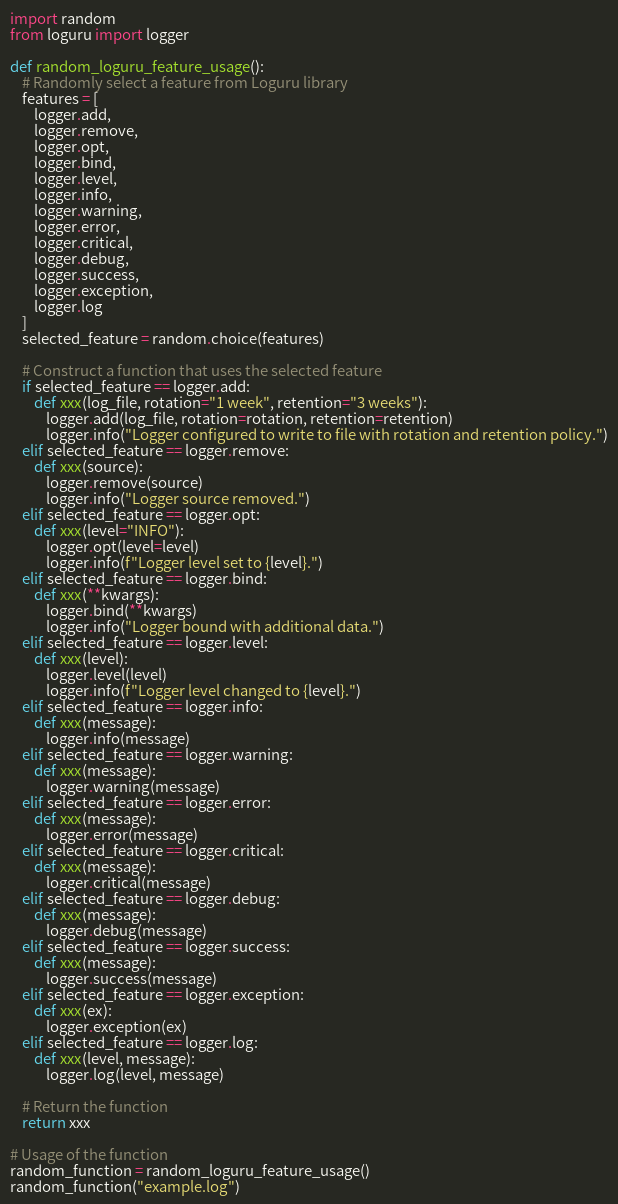 import random
from loguru import logger

def random_loguru_feature_usage():
    # Randomly select a feature from Loguru library
    features = [
        logger.add,
        logger.remove,
        logger.opt,
        logger.bind,
        logger.level,
        logger.info,
        logger.warning,
        logger.error,
        logger.critical,
        logger.debug,
        logger.success,
        logger.exception,
        logger.log
    ]
    selected_feature = random.choice(features)

    # Construct a function that uses the selected feature
    if selected_feature == logger.add:
        def xxx(log_file, rotation="1 week", retention="3 weeks"):
            logger.add(log_file, rotation=rotation, retention=retention)
            logger.info("Logger configured to write to file with rotation and retention policy.")
    elif selected_feature == logger.remove:
        def xxx(source):
            logger.remove(source)
            logger.info("Logger source removed.")
    elif selected_feature == logger.opt:
        def xxx(level="INFO"):
            logger.opt(level=level)
            logger.info(f"Logger level set to {level}.")
    elif selected_feature == logger.bind:
        def xxx(**kwargs):
            logger.bind(**kwargs)
            logger.info("Logger bound with additional data.")
    elif selected_feature == logger.level:
        def xxx(level):
            logger.level(level)
            logger.info(f"Logger level changed to {level}.")
    elif selected_feature == logger.info:
        def xxx(message):
            logger.info(message)
    elif selected_feature == logger.warning:
        def xxx(message):
            logger.warning(message)
    elif selected_feature == logger.error:
        def xxx(message):
            logger.error(message)
    elif selected_feature == logger.critical:
        def xxx(message):
            logger.critical(message)
    elif selected_feature == logger.debug:
        def xxx(message):
            logger.debug(message)
    elif selected_feature == logger.success:
        def xxx(message):
            logger.success(message)
    elif selected_feature == logger.exception:
        def xxx(ex):
            logger.exception(ex)
    elif selected_feature == logger.log:
        def xxx(level, message):
            logger.log(level, message)

    # Return the function
    return xxx

# Usage of the function
random_function = random_loguru_feature_usage()
random_function("example.log")